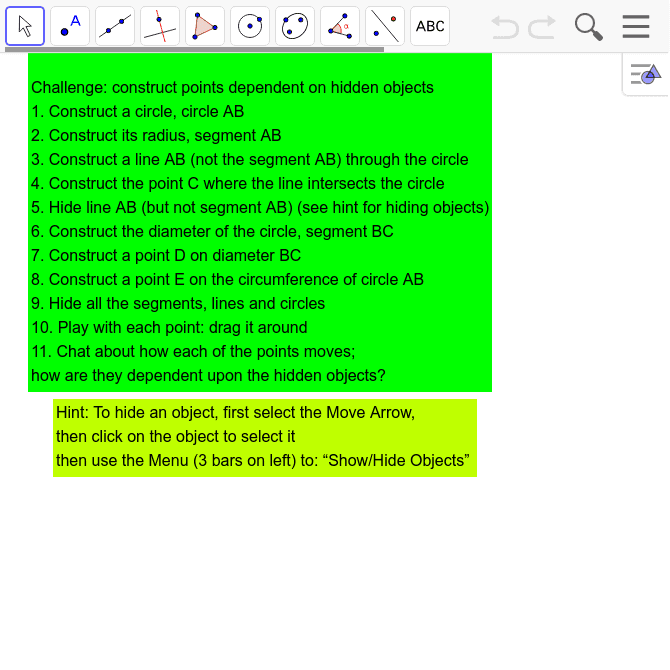 A
α
ABC
Challenge: construct points dependent on hidden objects
1. Construct a circle, circle AB
2. Construct its radius, segment AB
3. Construct a line AB (not the segment AB) through the circle
4. Construct the point C where the line intersects the circle
5. Hide line AB (but not segment AB) (see hint for hiding objects)
6. Construct the diameter of the circle, segment BC
7. Construct a point D on diameter BC
8. Construct a point E on the circumference of circle AB
9. Hide all the segments, lines and circles
10. Play with each point: drag it around
11. Chat about how each of the points moves;
how are they dependent upon the hidden objects?
Hint: To hide an object, first select the Move Arrow,
then click on the object to select it
then use the Menu (3 bars on left) to: “Show/Hide Objects”